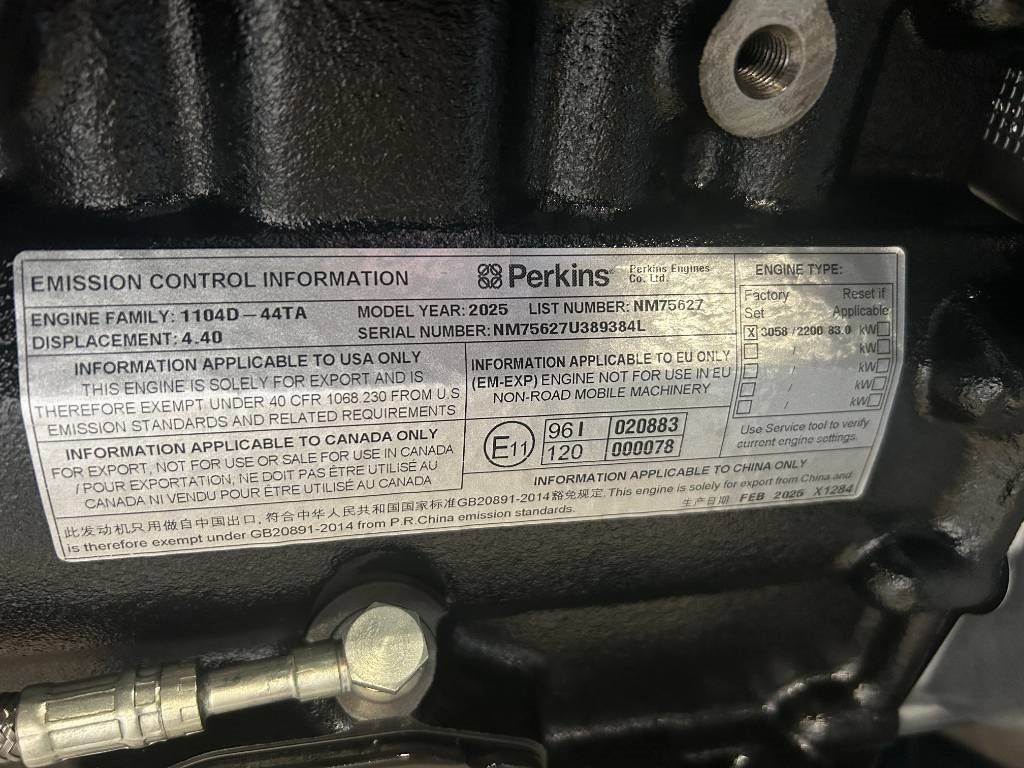 EMISSION CONTROL INFORMATION
Perkins
Perkins Engines
Co. Ltd.
ENGINE FAMILY: 1104D-44TA
MODEL YEAR: 2025
LIST NUMBER: NM75627
DISPLACEMENT: 4.40
SERIAL NUMBER: NM75627U389384L
INFORMATION APPLICABLE TO USA ONLY
THIS ENGINE IS SOLELY FOR EXPORT AND IS
THEREFORE EXEMPT UNDER 40 CFR 1068.230 FROM U.S
EMISSION STANDARDS AND RELATED REQUIREMENTS
INFORMATION APPLICABLE TO CANADA ONLY
FOR EXPORT, NOT FOR USE OR SALE FOR USE IN CANADA
/ POUR EXPORTATION, NE DOIT PAS ÊTRE UTILISÉ AU
CANADA NI VENDU POUR ÊTRE UTILISÉ AU CANADA
INFORMATION APPLICABLE TO EU ONLY
(EM-EXP) ENGINE NOT FOR USE IN EU
NON-ROAD MOBILE MACHINERY
E11
96I 020883
120 000078
ENGINE TYPE:
Factory Set
Reset if Applicable
X 3058 / 2200 83.0 kW
/ kW
/ kW
/ kW
/ kW
Use Service tool to verify
current engine settings.
INFORMATION APPLICABLE TO CHINA ONLY
此发动机只用做自中国出口, 符合中华人民共和国国家标准GB20891-2014豁免规定. This engine is solely for export from China and
is therefore exempt under GB20891-2014 from P.R.China emission standards.
生产日期 FEB 2025 X1284